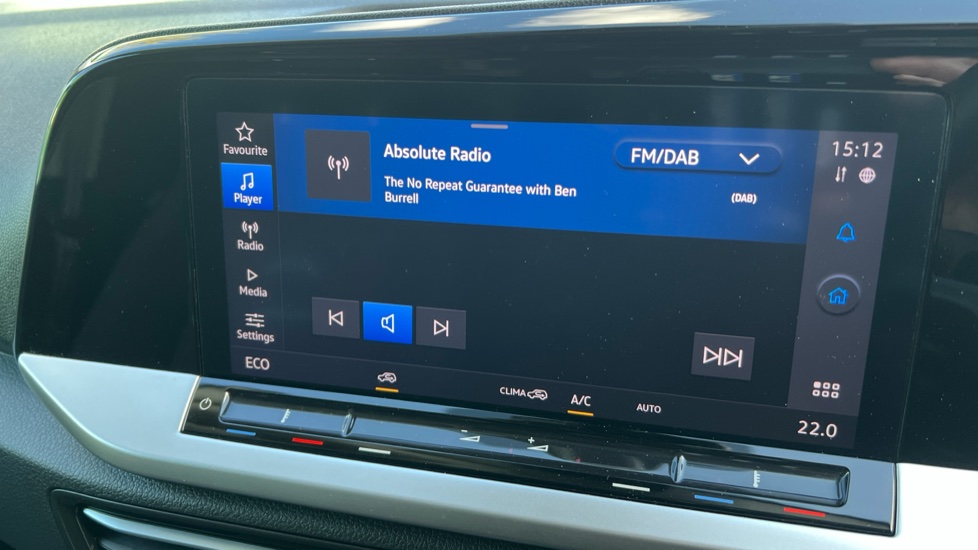 Favourite
Player
Radio
Media
Settings
Absolute Radio
The No Repeat Guarantee with Ben
Burrell
FM/DAB
(DAB)
15:12
ECO
CLIMA
A/C
AUTO
22.0